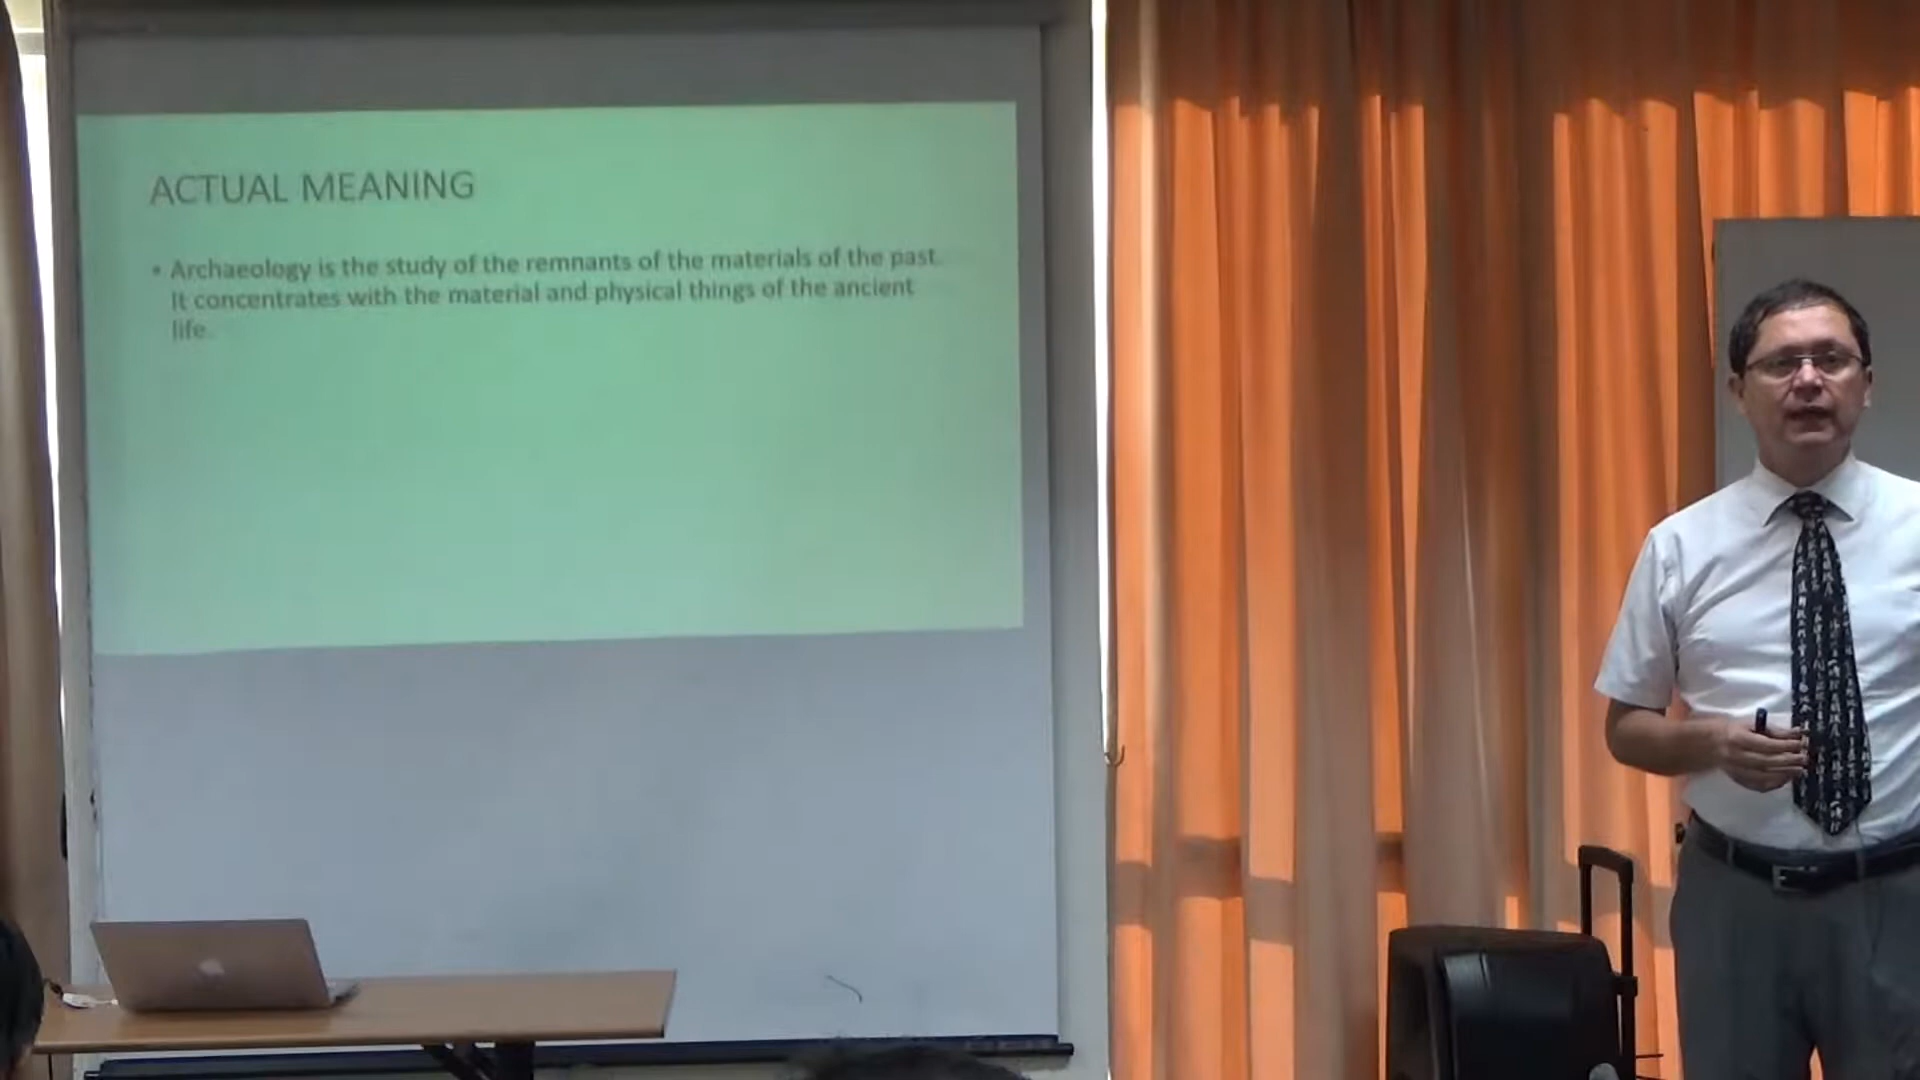 ACTUAL MEANING
• Archaeology is the study of the remnants of the materials of the past.
It concentrates with the material and physical things of the ancient
life.